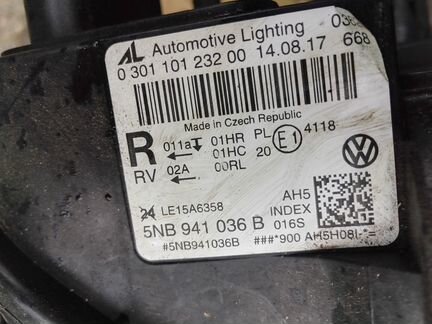 AL Automotive Lighting
0 301 101 232 00 14.08.17 668
Made in Czech Republic
R 011a 01HR PL E1 4118
01HC 20
RV 02A 00RL
LE15A6358 AH5
INDEX
5NB 941 036 B 016S
#5NB941036B ###*900 AH5H08I-*=